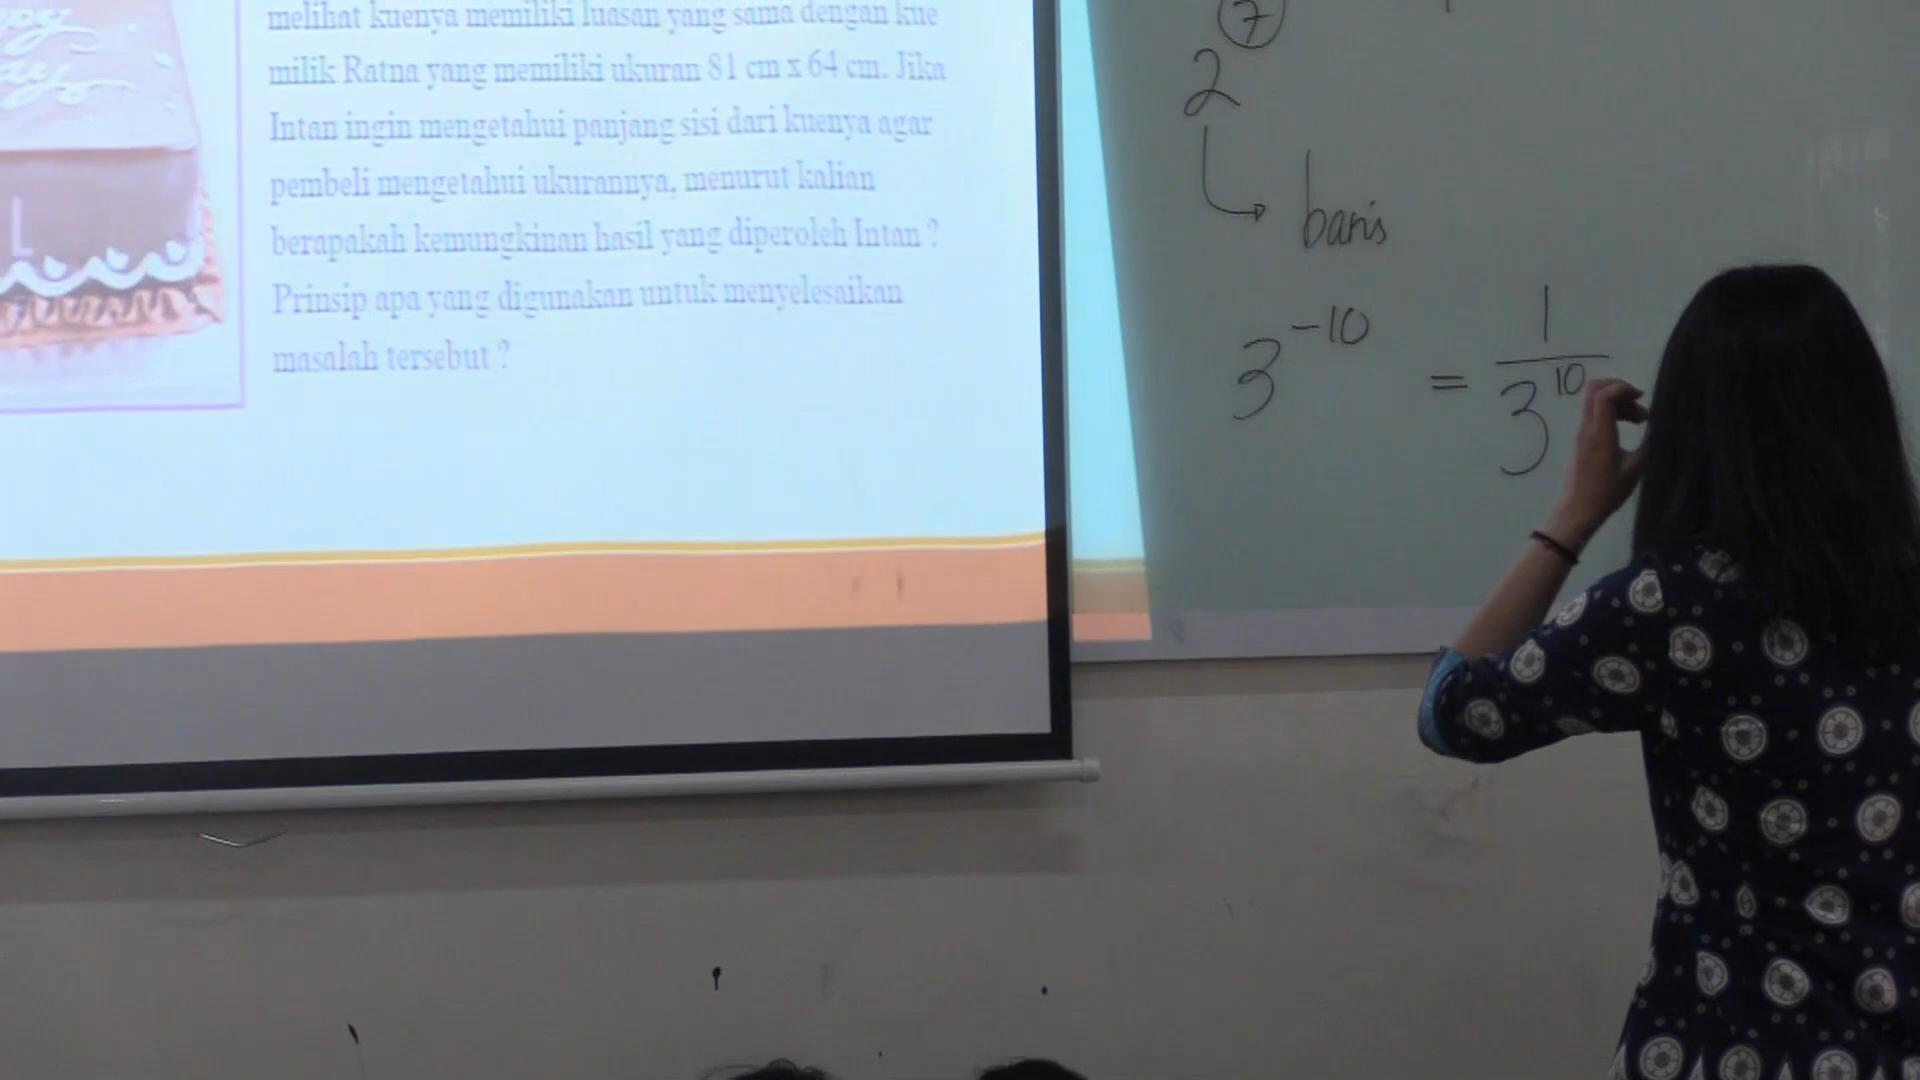 melihat kuenya memiliki luasan yang sama dengan kue
milik Ratna yang memiliki ukuran 81 cm x 64 cm. Jika
Intan ingin mengetahui panjang sisi dari kuenya agar
pembeli mengetahui ukurannya, menurut kalian
berapakah kemungkinan hasil yang diperoleh Intan ?
Prinsip apa yang digunakan untuk menyelesaikan
masalah tersebut ?
7
2
baris
3^-10 = 1/3^10